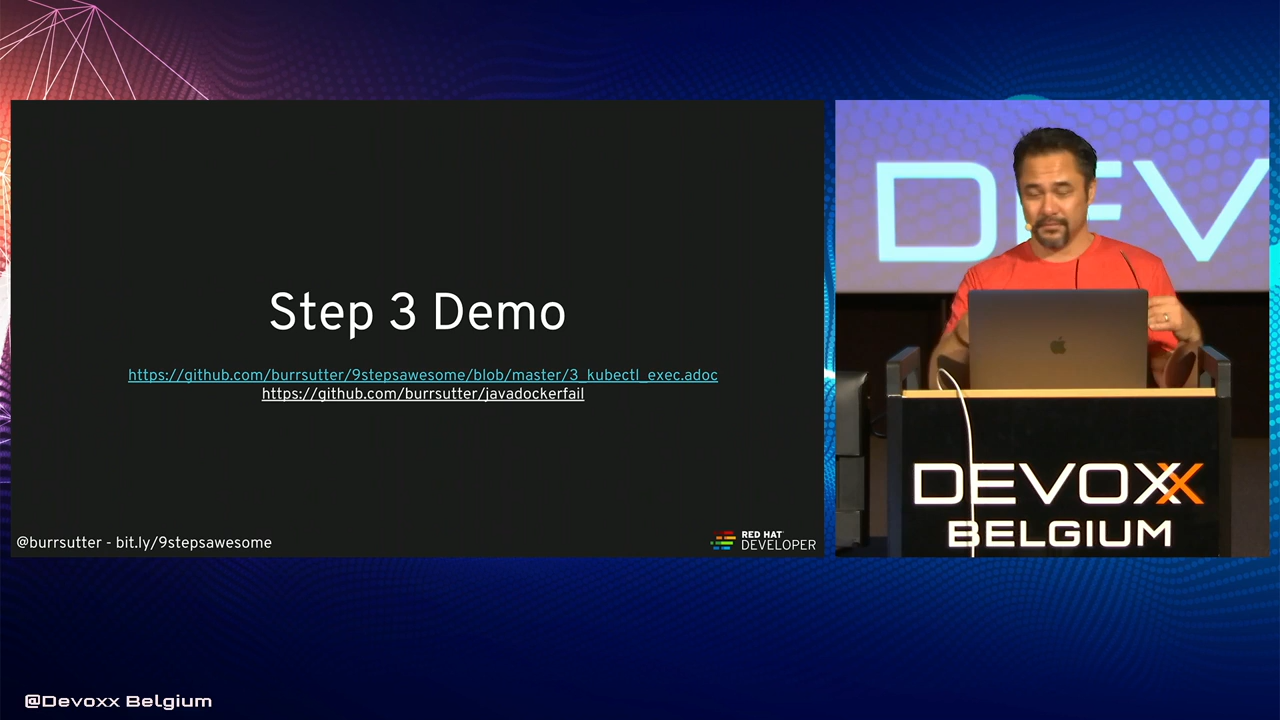 Step 3 Demo
https://github.com/burrsutter/9stepsawesome/blob/master/3_kubectl_exec.adoc
https://github.com/burrsutter/javadockerfail
@burrsutter - bit.ly/9stepsawesome
RED HAT
DEVELOPER
DEV
DEVOXX
BELGIUM
@Devoxx Belgium